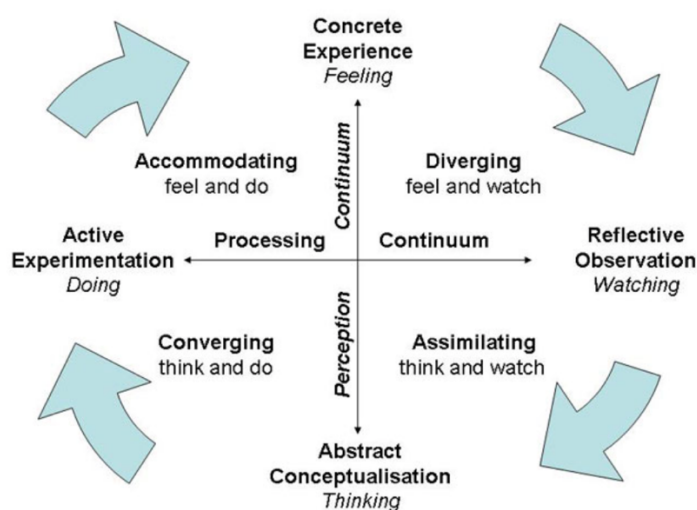 Concrete
Experience
Feeling
Continuum
Accommodating
feel and do
Diverging
feel and watch
Active
Experimentation
Doing
Processing
Continuum
Reflective
Observation
Watching
Perception
Converging
think and do
Assimilating
think and watch
Abstract
Conceptualisation
Thinking